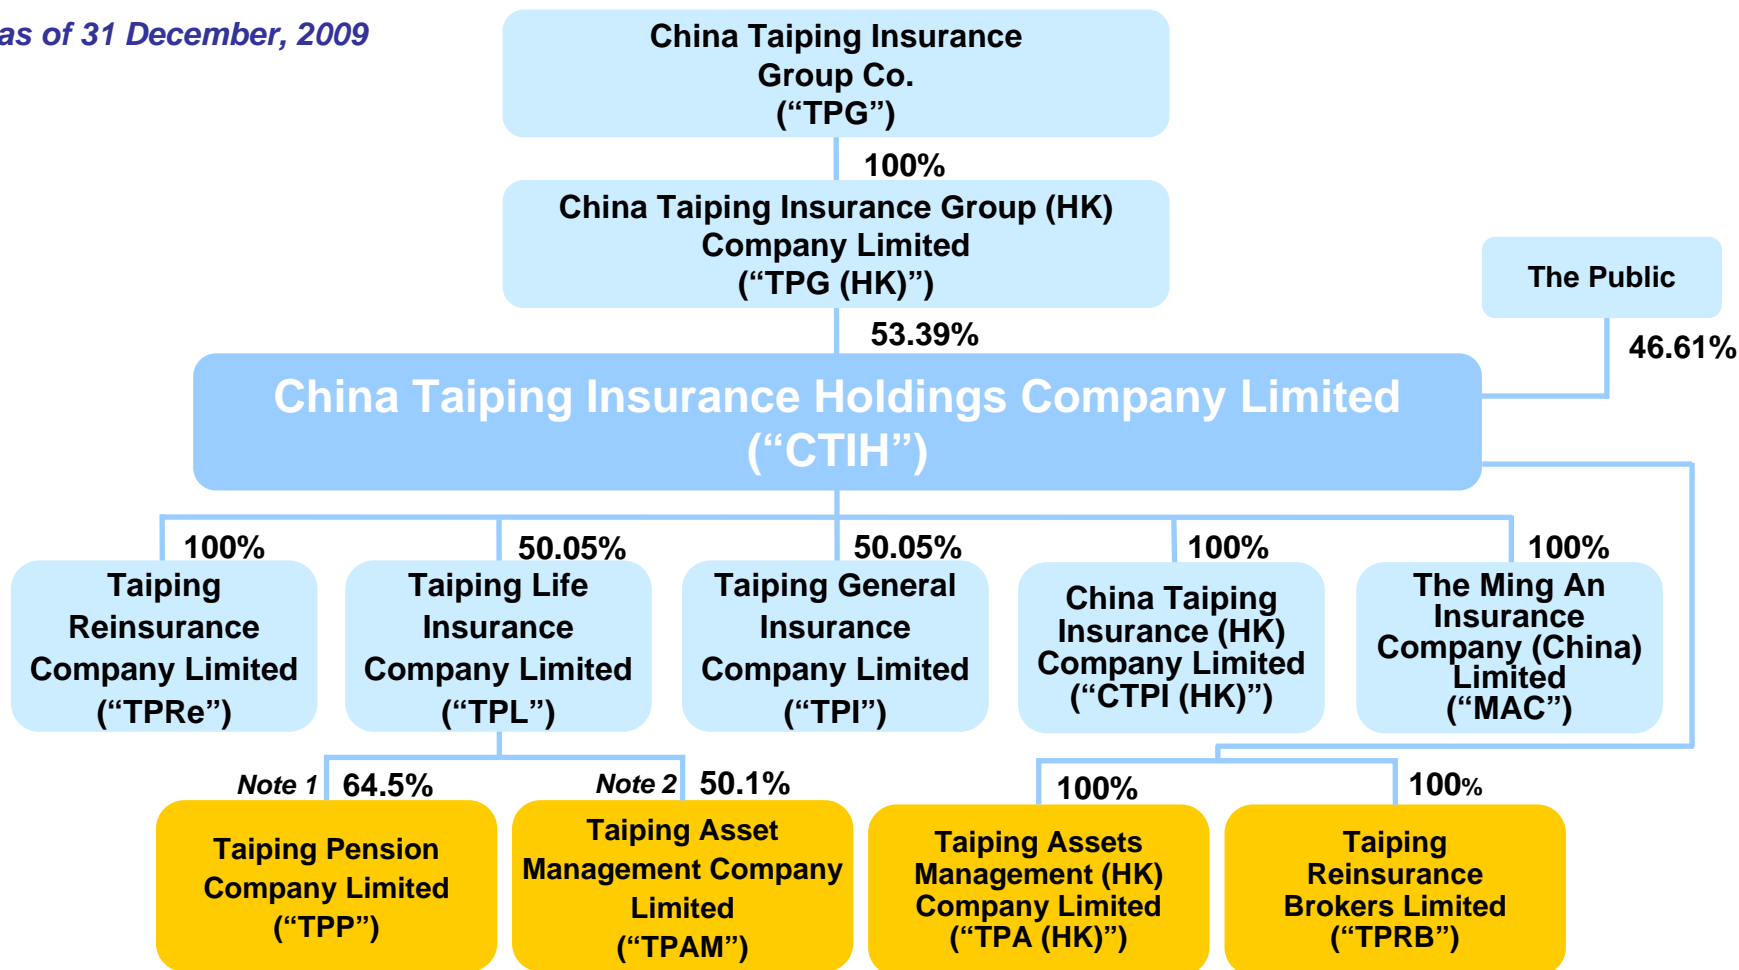 as of 31 December, 2009
China Taiping Insurance
Group Co.
(“TPG”)
100%
China Taiping Insurance Group (HK)
Company Limited
(“TPG (HK)”)
The Public
53.39%
46.61%
China Taiping Insurance Holdings Company Limited
(“CTIH”)
100%
Taiping
Reinsurance
Company Limited
(“TPRe”)
50.05%
Taiping Life
Insurance
Company Limited
(“TPL”)
50.05%
Taiping General
Insurance
Company Limited
(“TPI”)
100%
China Taiping
Insurance (HK)
Company Limited
(“CTPI (HK)”)
100%
The Ming An
Insurance
Company (China)
Limited
(“MAC”)
Note 1 64.5%
Taiping Pension
Company Limited
(“TPP”)
Note 2 50.1%
Taiping Asset
Management Company
Limited
(“TPAM”)
100%
Taiping Assets
Management (HK)
Company Limited
(“TPA (HK)”)
100%
Taiping
Reinsurance
Brokers Limited
(“TPRB”)